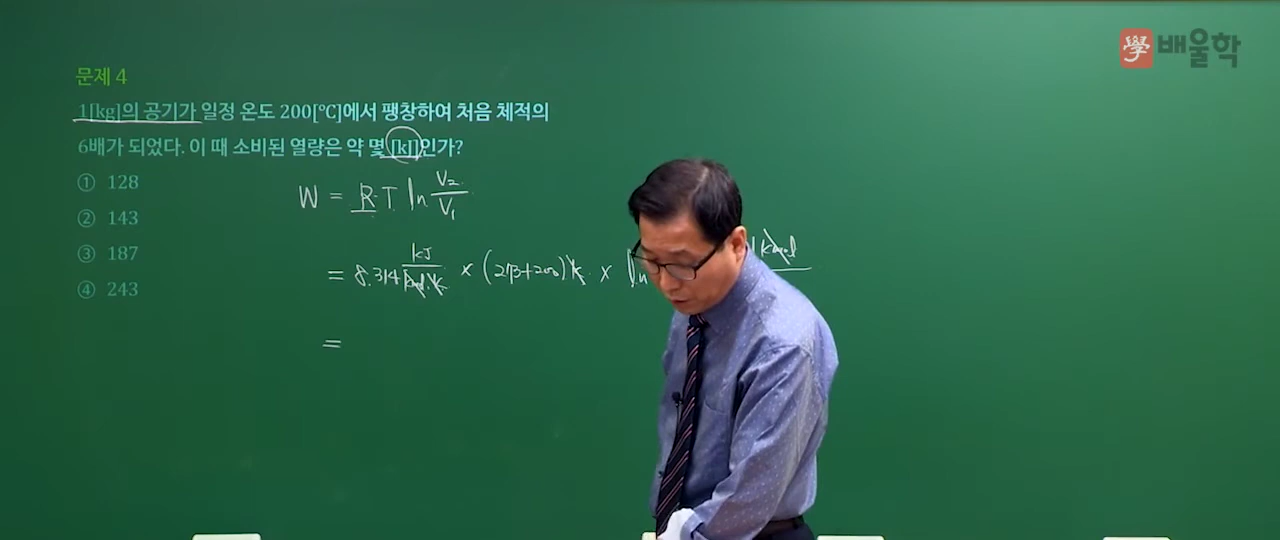 學 배울학
문제 4
1[kg]의 공기가 일정 온도 200[℃]에서 팽창하여 처음 체적의
6배가 되었다. 이 때 소비된 열량은 약 몇 [kJ]인가?
① 128
② 143
③ 187
④ 243
W = R·T ln V₂/V₁
= 8.314 kJ/kmol·K × (273+200) K × ln kmol
=